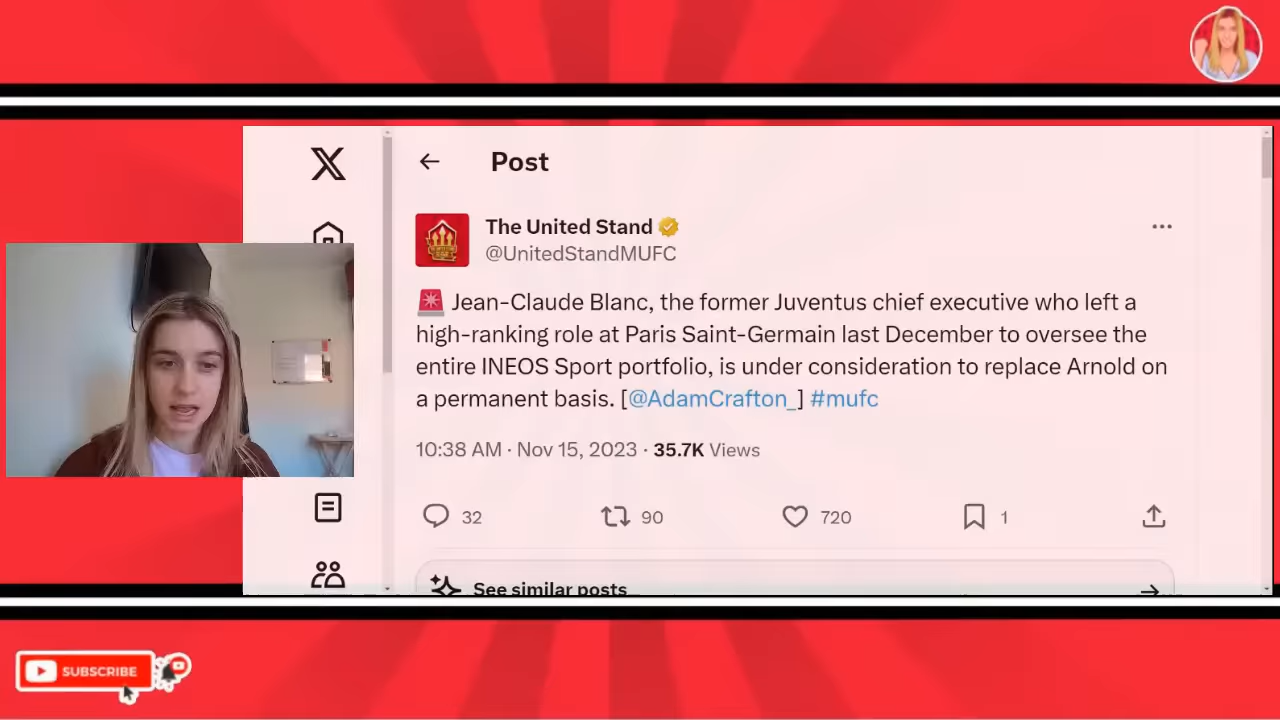 Post
The United Stand
@UnitedStandMUFC
Jean-Claude Blanc, the former Juventus chief executive who left a
high-ranking role at Paris Saint-Germain last December to oversee the
entire INEOS Sport portfolio, is under consideration to replace Arnold on
a permanent basis. [@AdamCrafton_] #mufc
10:38 AM · Nov 15, 2023 · 35.7K Views
32 90 720 1
See similar posts
SUBSCRIBE